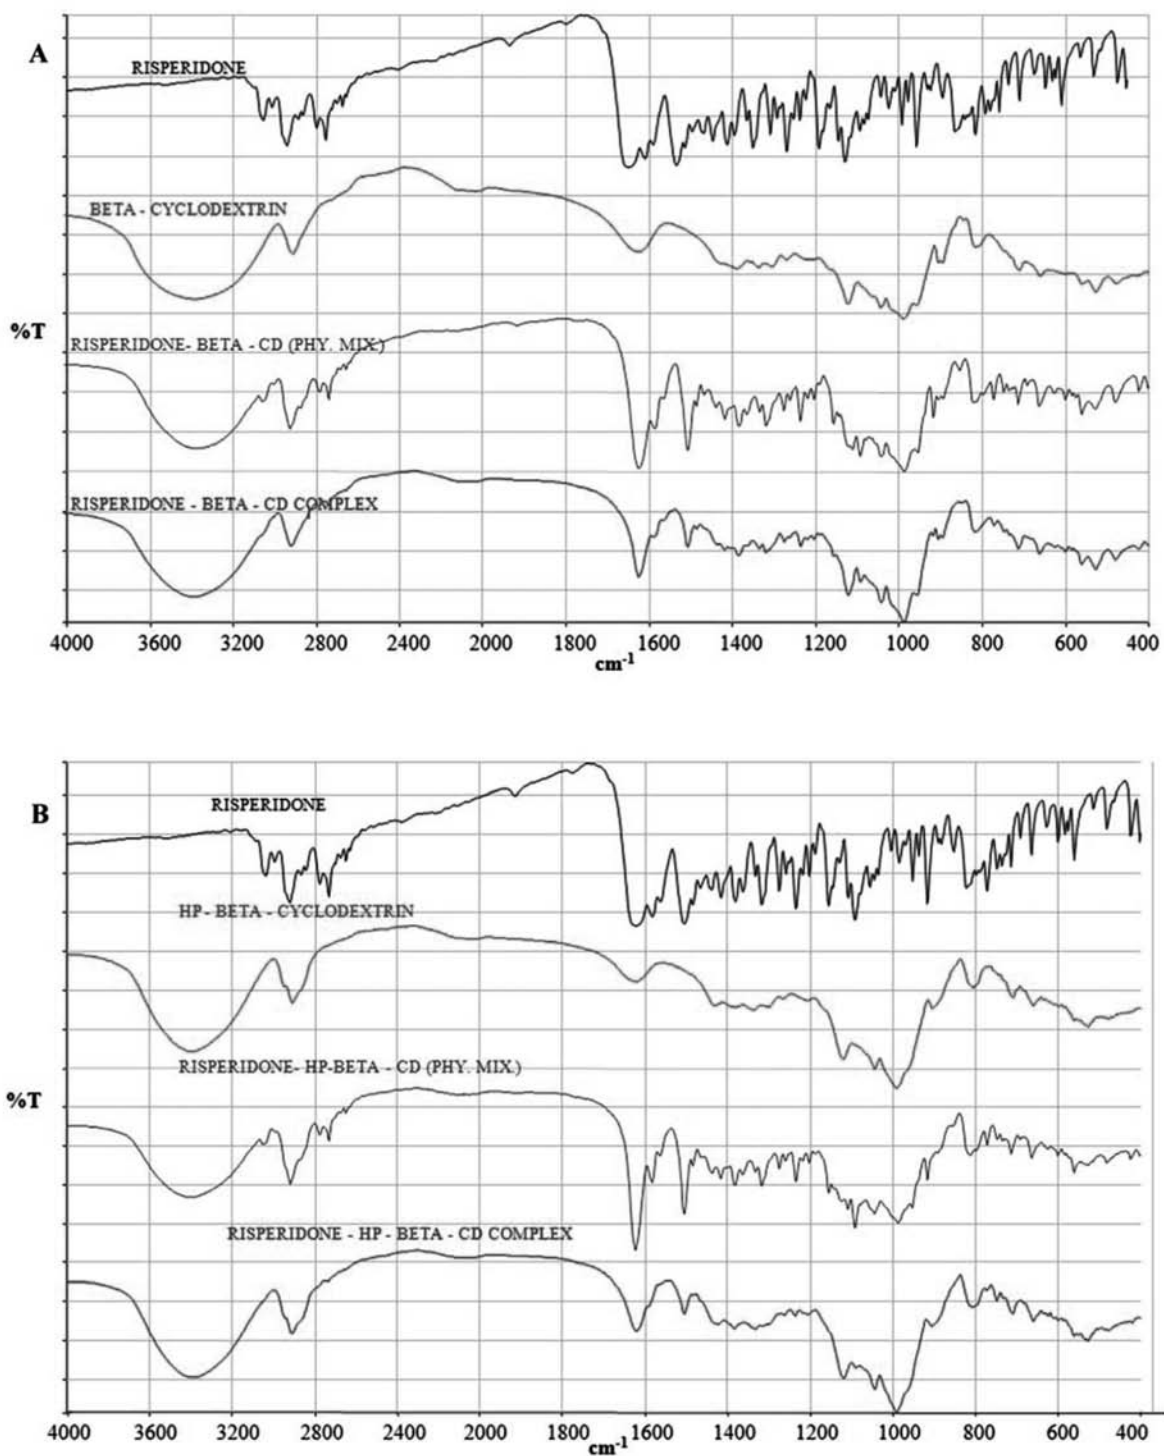 A
RISPERIDONE
BETA - CYCLODEXTRIN
%T
RISPERIDONE- BETA - CD (PHY. MIX.)
RISPERIDONE - BETA - CD COMPLEX
4000 3600 3200 2800 2400 2000 1800 1600 1400 1200 1000 800 600 400
cm-1
B
RISPERIDONE
HP - BETA - CYCLODEXTRIN
RISPERIDONE- HP-BETA - CD (PHY. MIX.)
%T
RISPERIDONE - HP - BETA - CD COMPLEX
4000 3600 3200 2800 2400 2000 1800 1600 1400 1200 1000 800 600 400
cm-1